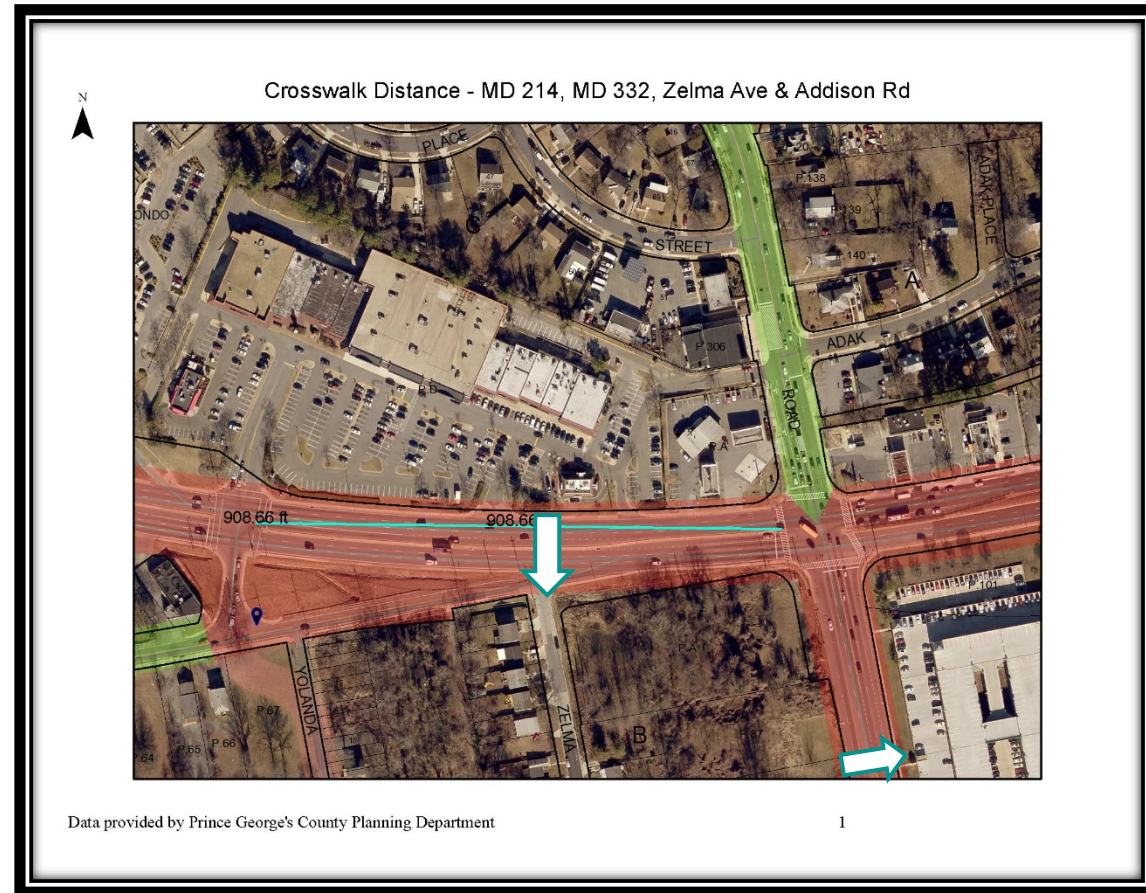 Crosswalk Distance - MD 214, MD 332, Zelma Ave & Addison Rd
N
PLACE
STREET
ADAK PLACE
P.138
P.139
P.140
A
ADAK
P 306
ROAD
P.A
908.66 ft
908.66
P.101
YOLANDA
ZELMA
P.A
B
P.67
P.66
P.65
P.64
Data provided by Prince George's County Planning Department
1